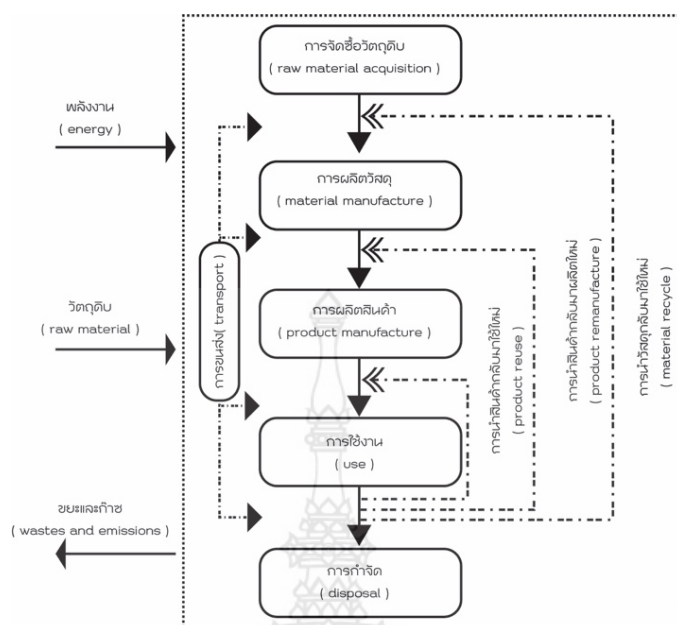 การจัดซื้อวัตถุดิบ
( raw material acquisition )
พลังงาน
( energy )
การผลิตวัสดุ
( material manufacture )
วัตถุดิบ
( raw material )
การขนส่ง( transport )
การผลิตสินค้า
( product manufacture )
การใช้งาน
( use )
การนำสินค้ากลับมาใช้ใหม่
( product reuse )
การนำสินค้ากลับมาผลิตใหม่
( product remanufacture )
การนำวัสดุกลับมาใช้ใหม่
( material recycle )
ขยะและก๊าซ
( wastes and emissions )
การกำจัด
( disposal )